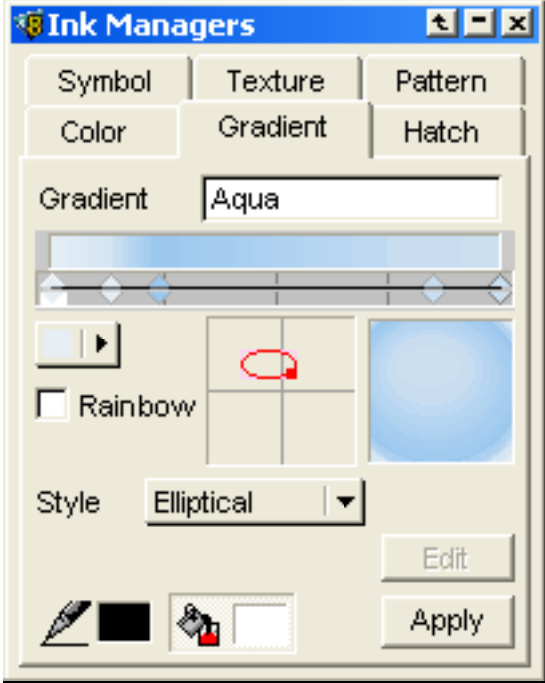 Ink Managers
Symbol Texture Pattern
Color Gradient Hatch
Gradient Aqua
Rainbow
Style Elliptical
Edit
Apply